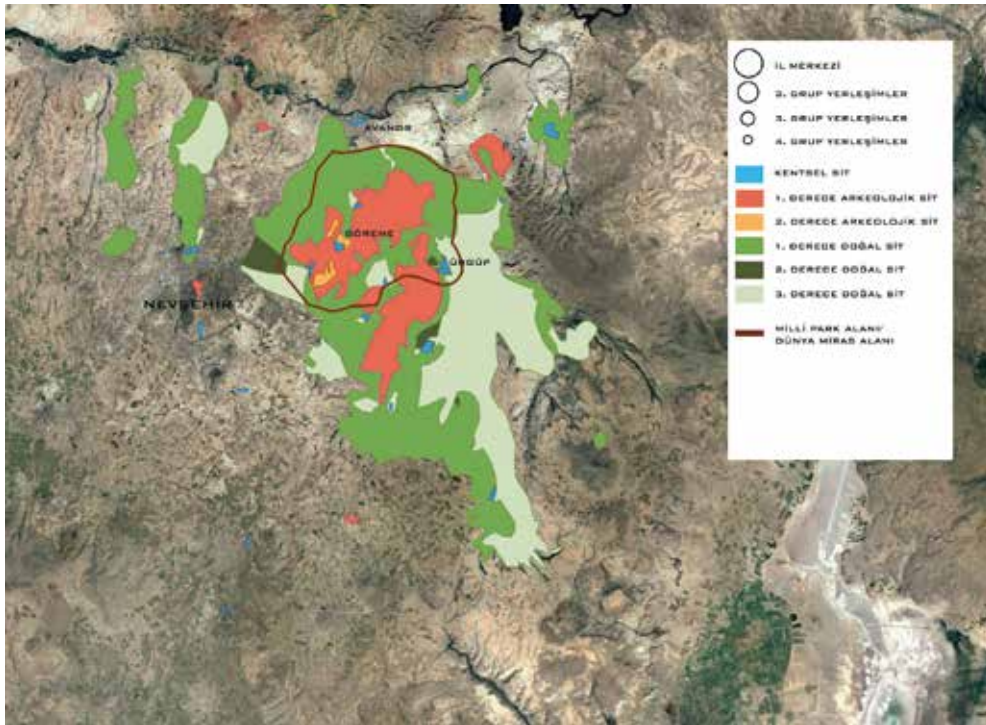 AVANOS
GÖREME
ÜRGÜP
NEVŞEHİR
İL MERKEZİ
2. GRUP YERLEŞİMLER
3. GRUP YERLEŞİMLER
4. GRUP YERLEŞİMLER
KENTSEL SİT
1. DERECE ARKEOLOJİK SİT
2. DERECE ARKEOLOJİK SİT
1. DERECE DOĞAL SİT
2. DERECE DOĞAL SİT
3. DERECE DOĞAL SİT
MİLLİ PARK ALANI/
DÜNYA MİRAS ALANI